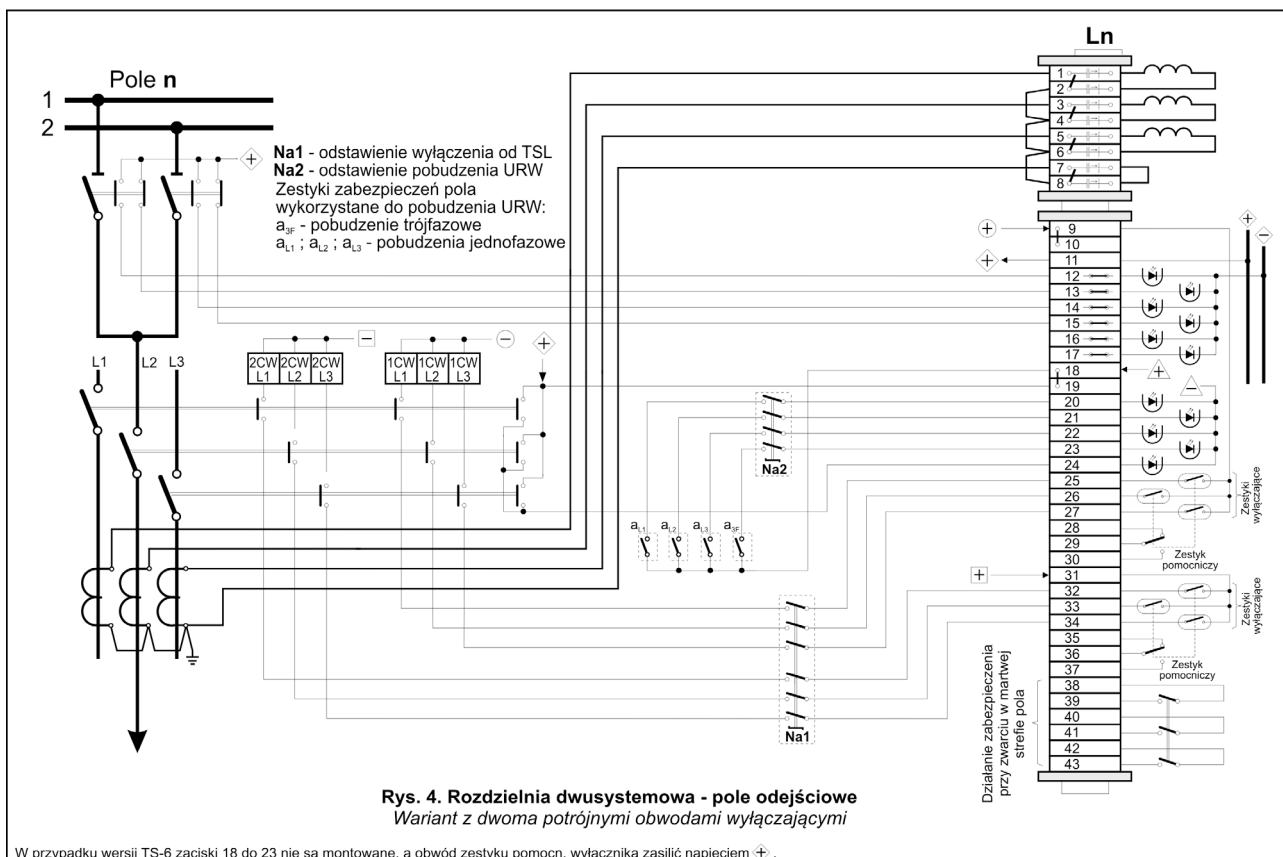 Ln
Pole n
1
2
Na1 - odstawienie wyłączenia od TSL
Na2 - odstawienie pobudzenia URW
Zestyki zabezpieczeń pola
wykorzystane do pobudzenia URW:
a3F - pobudzenie trójfazowe
aL1 ; aL2 ; aL3 - pobudzenia jednofazowe
1
2
3
4
5
6
7
8
9
10
11
12
13
14
15
16
17
18
19
20
21
22
23
24
25
26
27
28
29
30
31
32
33
34
35
36
37
38
39
40
41
42
43
L1 L2 L3
2CW L1
2CW L2
2CW L3
1CW L1
1CW L2
1CW L3
Na2
aL1 aL2 aL3 a3F
Na1
Zestyki
wyłączające
Zestyk
pomocniczy
Zestyki
wyłączające
Zestyk
pomocniczy
Działanie zabezpieczenia
przy zwarciu w martwej
strefie pola
Rys. 4. Rozdzielnia dwusystemowa - pole odejściowe
Wariant z dwoma potrójnymi obwodami wyłączającymi
W przypadku wersji TS-6 zaciski 18 do 23 nie są montowane, a obwód zestyku pomocn. wyłącznika zasilić napięciem + .